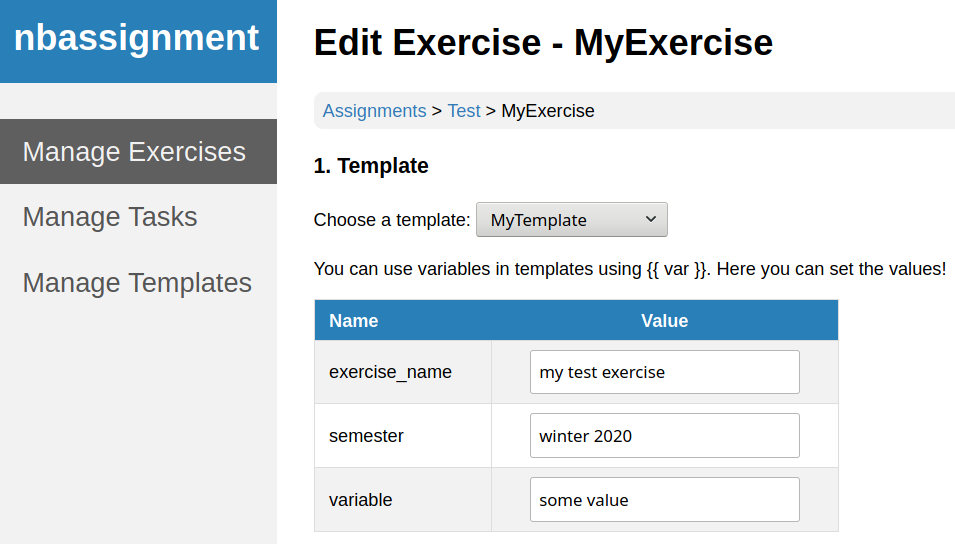 nbassignment
Manage Exercises
Manage Tasks
Manage Templates
Edit Exercise - MyExercise
Assignments > Test > MyExercise
1. Template
Choose a template: MyTemplate
You can use variables in templates using {{ var }}. Here you can set the values!
Name Value
exercise_name my test exercise
semester winter 2020
variable some value